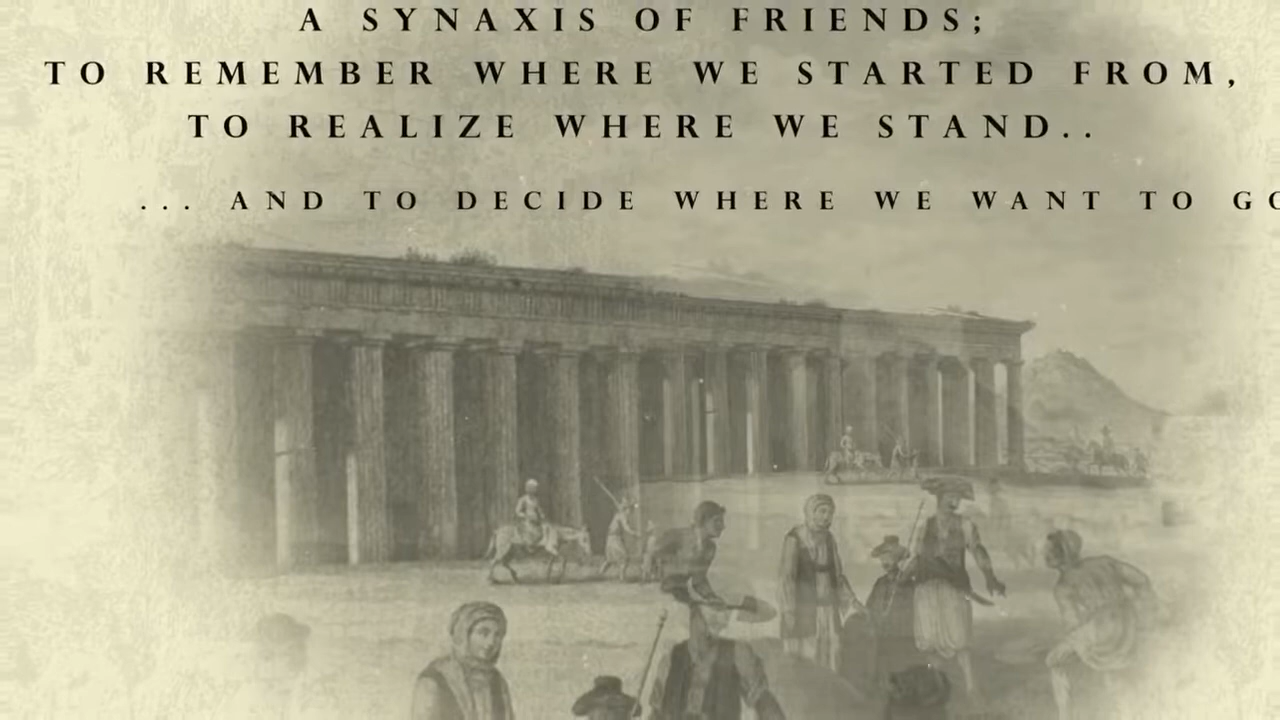 A SYNAXIS OF FRIENDS;
TO REMEMBER WHERE WE STARTED FROM,
TO REALIZE WHERE WE STAND..
... AND TO DECIDE WHERE WE WANT TO GO